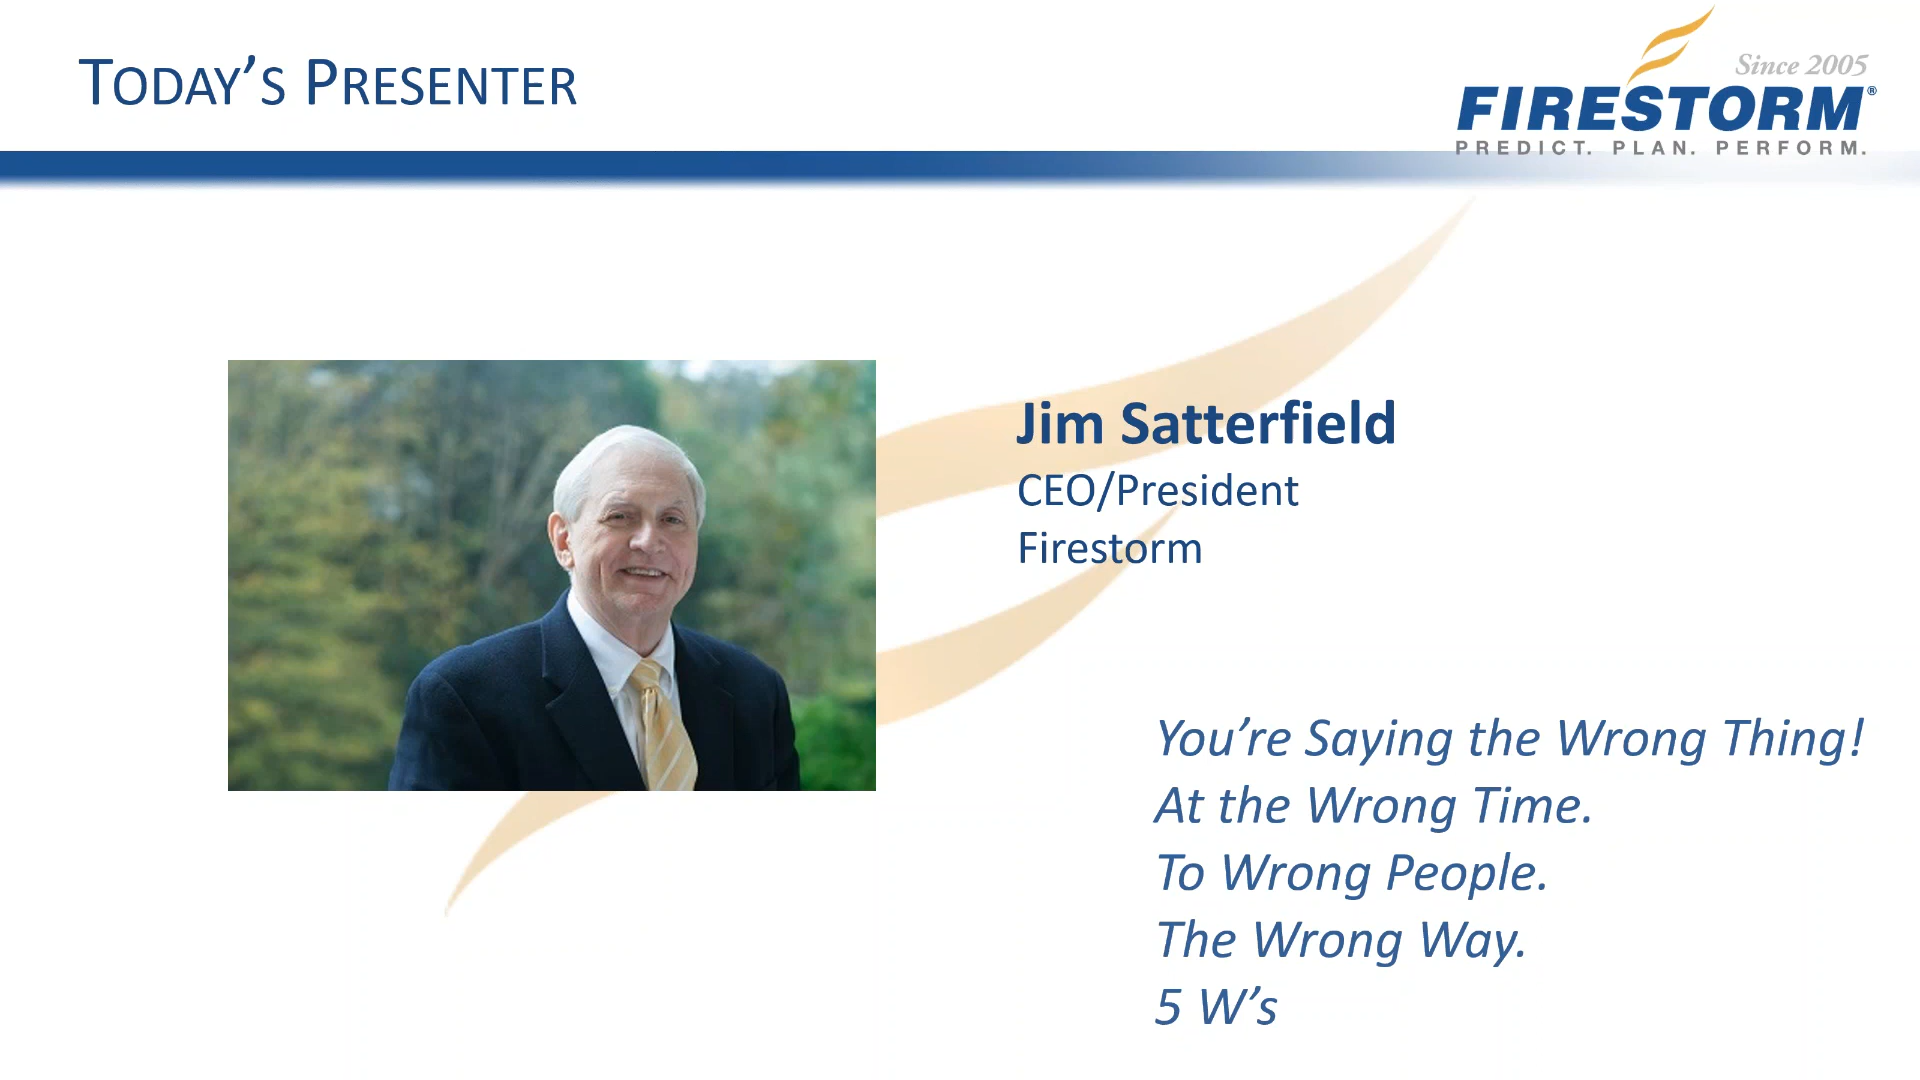 TODAY’S PRESENTER
Since 2005
FIRESTORM®
PREDICT. PLAN. PERFORM.
Jim Satterfield
CEO/President
Firestorm
You’re Saying the Wrong Thing!
At the Wrong Time.
To Wrong People.
The Wrong Way.
5 W’s